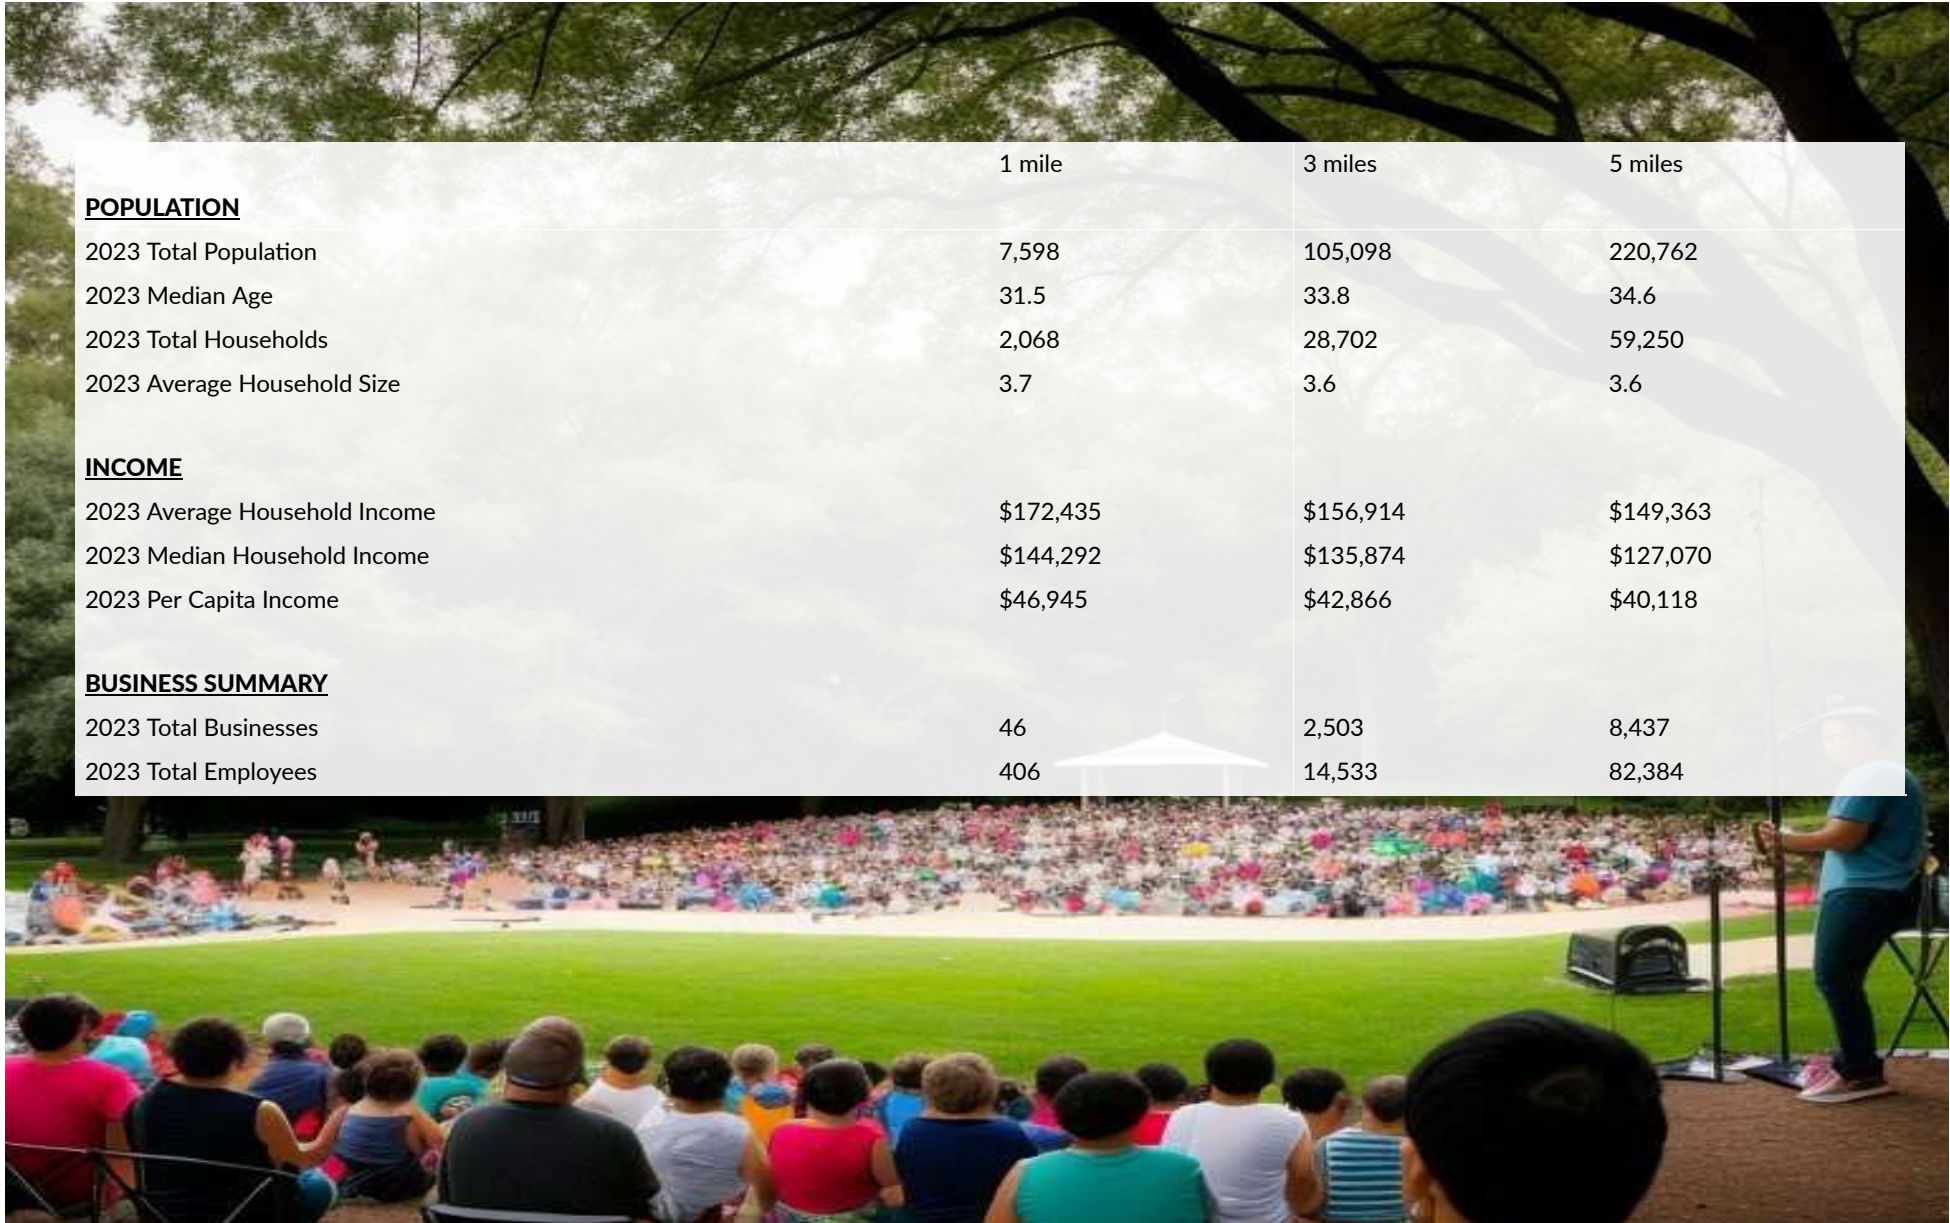 1 mile 3 miles 5 miles
POPULATION
2023 Total Population 7,598 105,098 220,762
2023 Median Age 31.5 33.8 34.6
2023 Total Households 2,068 28,702 59,250
2023 Average Household Size 3.7 3.6 3.6
INCOME
2023 Average Household Income $172,435 $156,914 $149,363
2023 Median Household Income $144,292 $135,874 $127,070
2023 Per Capita Income $46,945 $42,866 $40,118
BUSINESS SUMMARY
2023 Total Businesses 46 2,503 8,437
2023 Total Employees 406 14,533 82,384